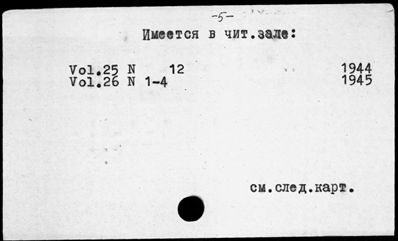 -5-
Имеется в чит.зале:
Vol.25 N 12 1944
Vol.26 N 1-4 1945
см.след.карт.